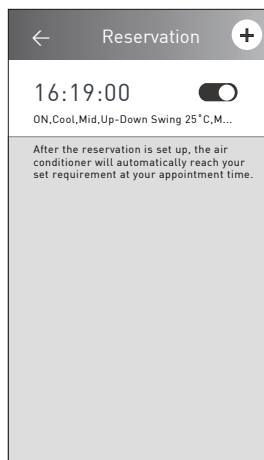 Reservation
16:19:00
ON,Cool,Mid,Up-Down Swing 25˚C,M...
After the reservation is set up, the air
conditioner will automatically reach your
set requirement at your appointment time.